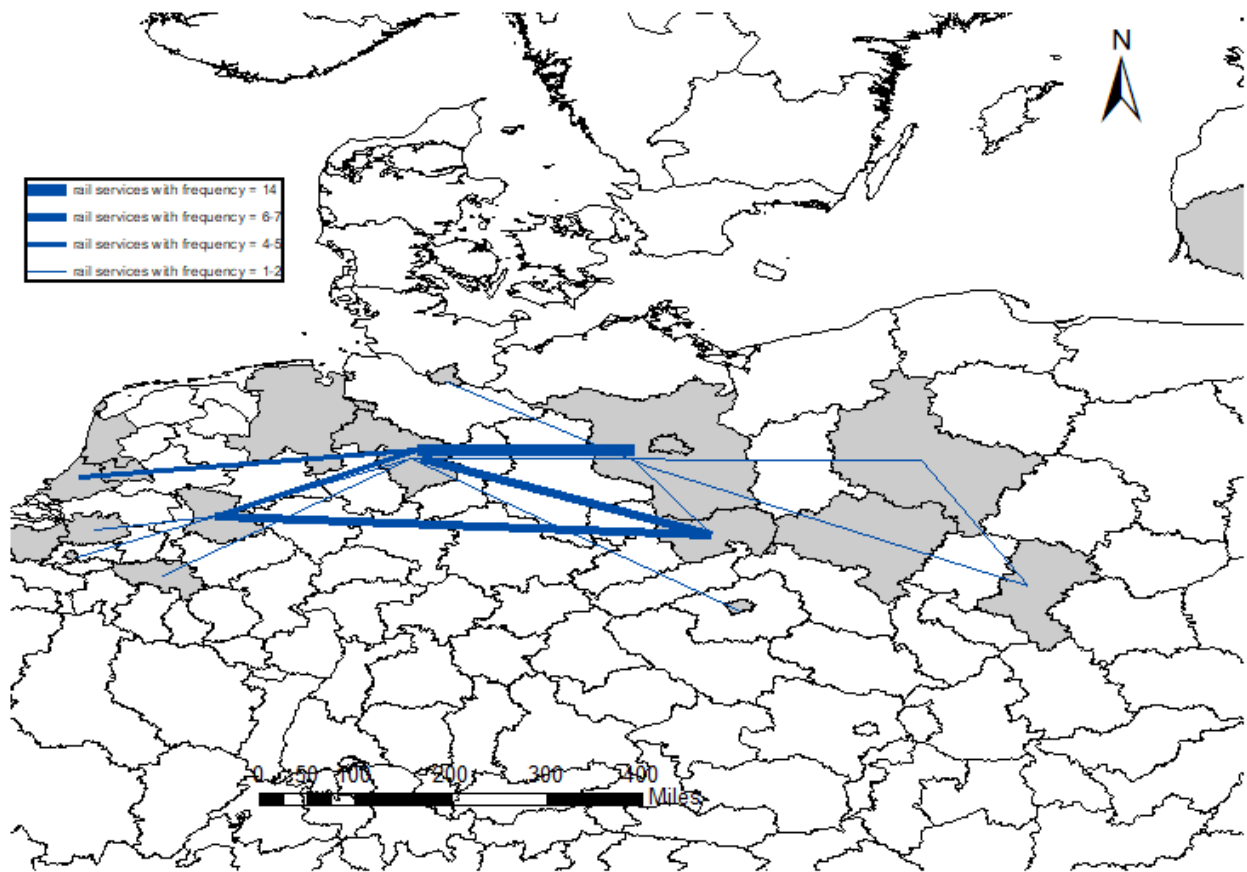 N
rail services with frequency = 14
rail services with frequency = 6-7
rail services with frequency = 4-5
rail services with frequency = 1-2
0 50 100 200 300 400
Miles